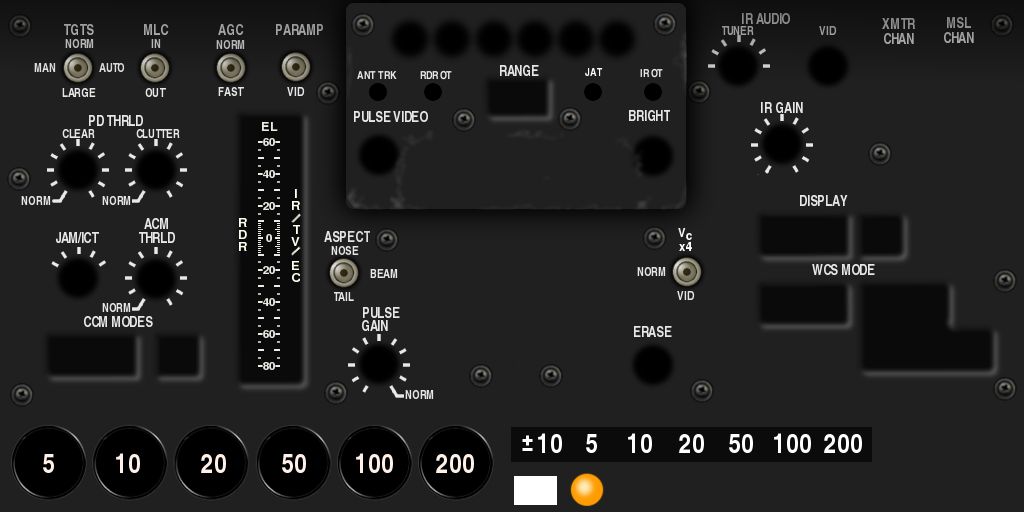 TGTS
NORM
MAN
AUTO
LARGE
MLC
IN
OUT
AGC
NORM
FAST
PARAMP
VID
ANT TRK
RDR OT
RANGE
JAT
IR OT
PULSE VIDEO
BRIGHT
IR AUDIO
TUNER
VID
XMTR
CHAN
MSL
CHAN
PD THRLD
CLEAR
CLUTTER
NORM
NORM
IR GAIN
JAM/ICT
ACM
THRLD
NORM
CCM MODES
EL
60
40
20
0
20
40
60
80
RDR
IR/TV/EC
ASPECT
NOSE
BEAM
TAIL
PULSE
GAIN
NORM
Vc
x4
NORM
VID
ERASE
DISPLAY
WCS MODE
5
10
20
50
100
200
±10 5 10 20 50 100 200